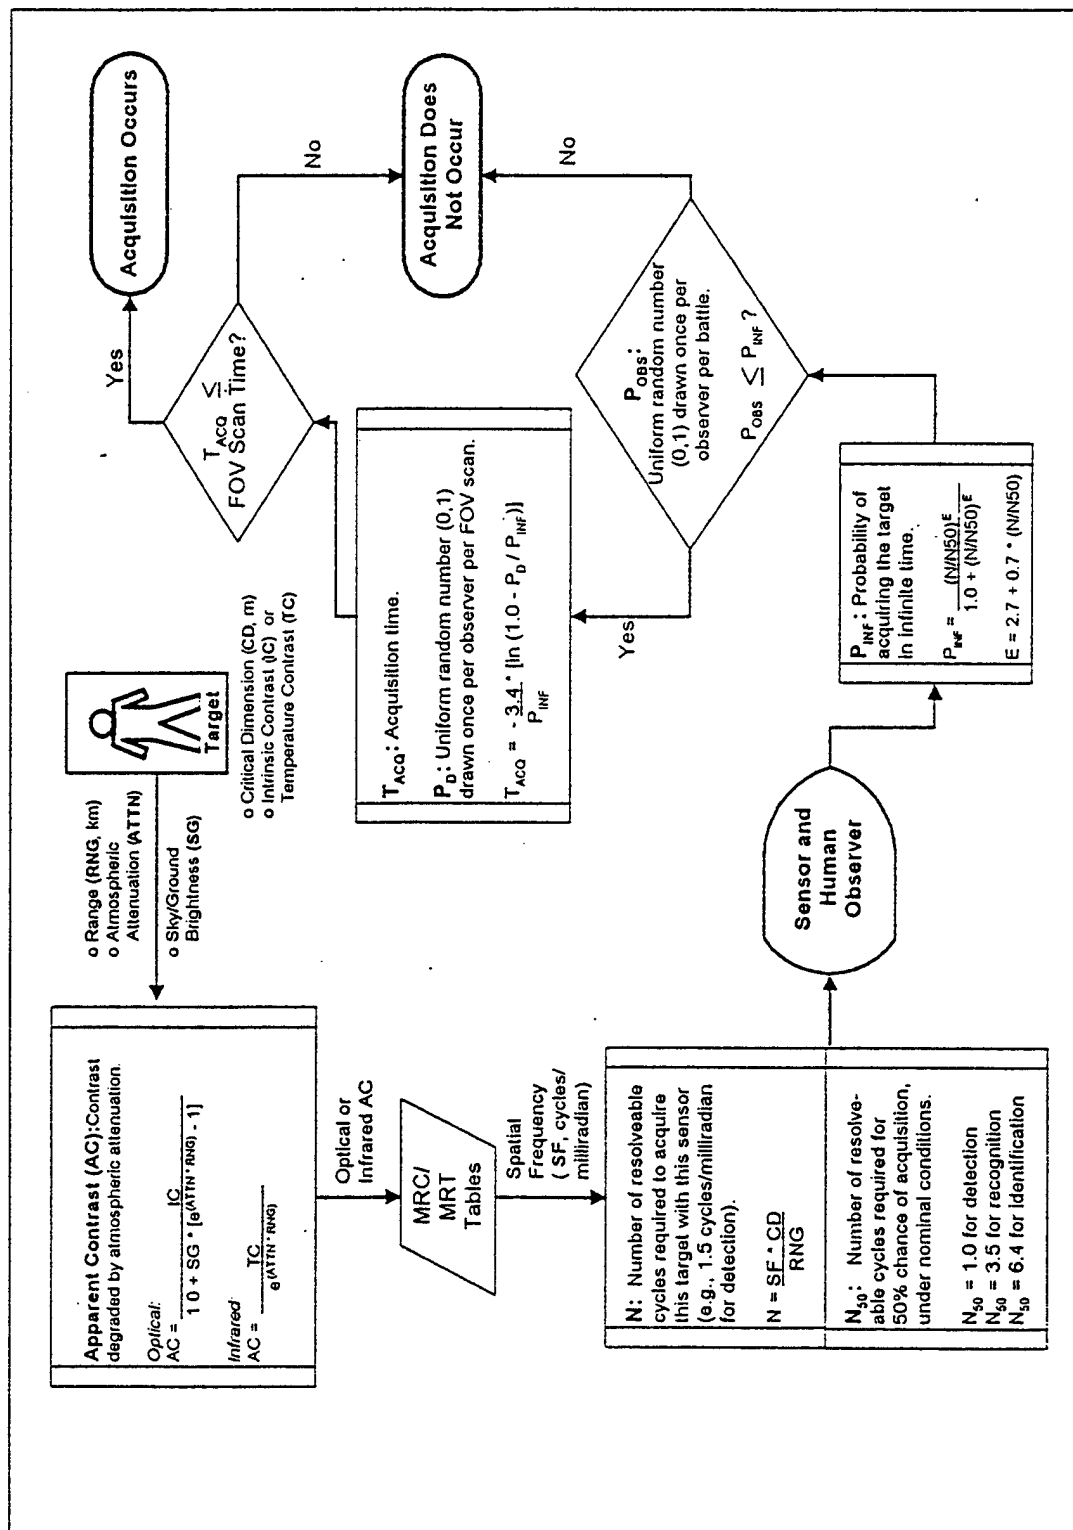 Target
o Critical Dimension (CD, m)
o Intrinsic Contrast (IC) or
Temperature Contrast (TC)
o Range (RNG, km)
o Atmospheric
Attenuation (ATTN)
o Sky/Ground
Brightness (SG)
Apparent Contrast (AC):Contrast
degraded by atmospheric attenuation.
Optical:
AC = IC
1 0 + SG * [e(ATTN * RNG) - 1]
Infrared
AC = TC
e(ATTN * RNG)
Optical or
Infrared AC
MRC/
MRT
Tables
Spatial
Frequency
( SF, cycles/
milliradian)
N: Number of resolveable
cycles required to acquire
this target with this sensor
(e.g., 1.5 cycles/milliradian
for detection).
N = SF * CD
RNG
N50 : Number of resolve-
able cycles required for
50% chance of acquisition,
under nominal conditions.
N50 = 1.0 for detection
N50 = 3.5 for recognition
N50 = 6.4 for identification
Sensor and
Human
Observer
PINF : Probability of
acquiring the target
in infinite time.
PINF = (N/N50)E
1.0 + (N/N50)E
E = 2.7 + 0.7 * (N/N50)
POBS :
Uniform random number
(0,1) drawn once per
observer per battle.
POBS ≤ PINF ?
Yes
No
TACQ : Acquisition time.
PD : Uniform random number (0,1)
drawn once per observer per FOV scan.
TACQ = - 3.4 * [ln (1.0 - PD / PINF)]
PINF
TACQ ≤
FOV Scan Time?
Yes
No
Acquisition Occurs
Acquisition Does
Not Occur